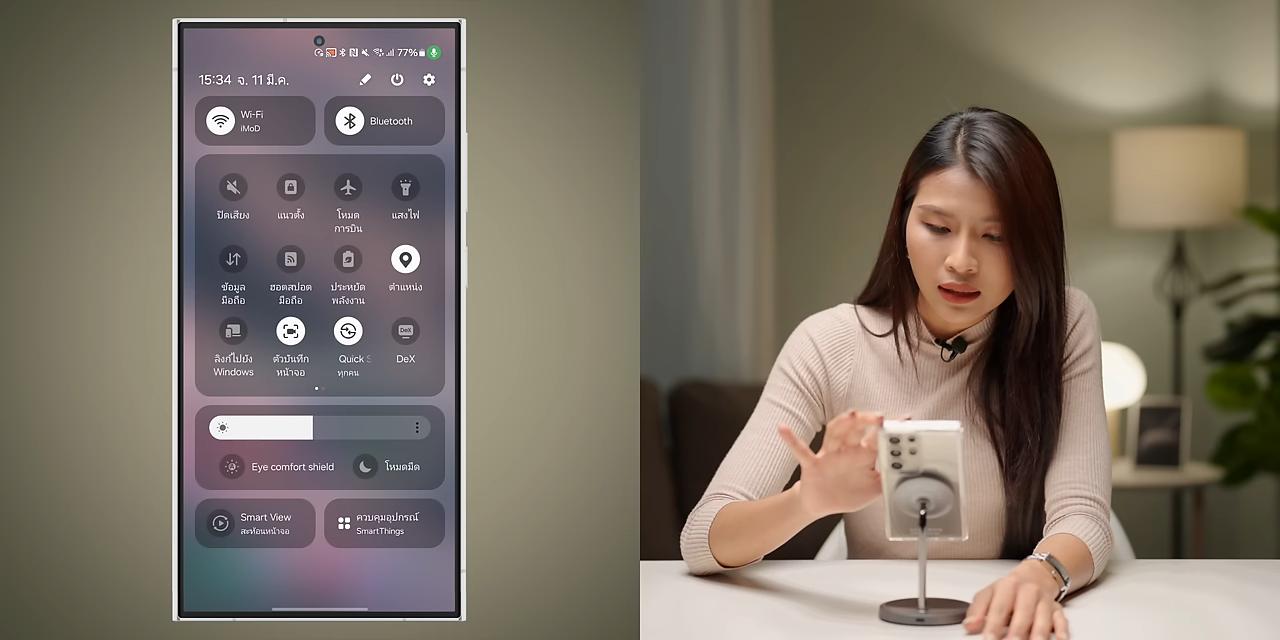 77%
15:34 จ. 11 มี.ค.
Wi-Fi
iMoD
Bluetooth
ปิดเสียง
แนวตั้ง
โหมด
การบิน
แสงไฟ
ข้อมูล
มือถือ
ฮอตสปอต
มือถือ
ประหยัด
พลังงาน
ตำแหน่ง
ลิงก์ไปยัง
Windows
ตัวบันทึก
หน้าจอ
Quick S
ทุกคน
DeX
DeX
Eye comfort shield
โหมดมืด
Smart View
สะท้อนหน้าจอ
ควบคุมอุปกรณ์
SmartThings